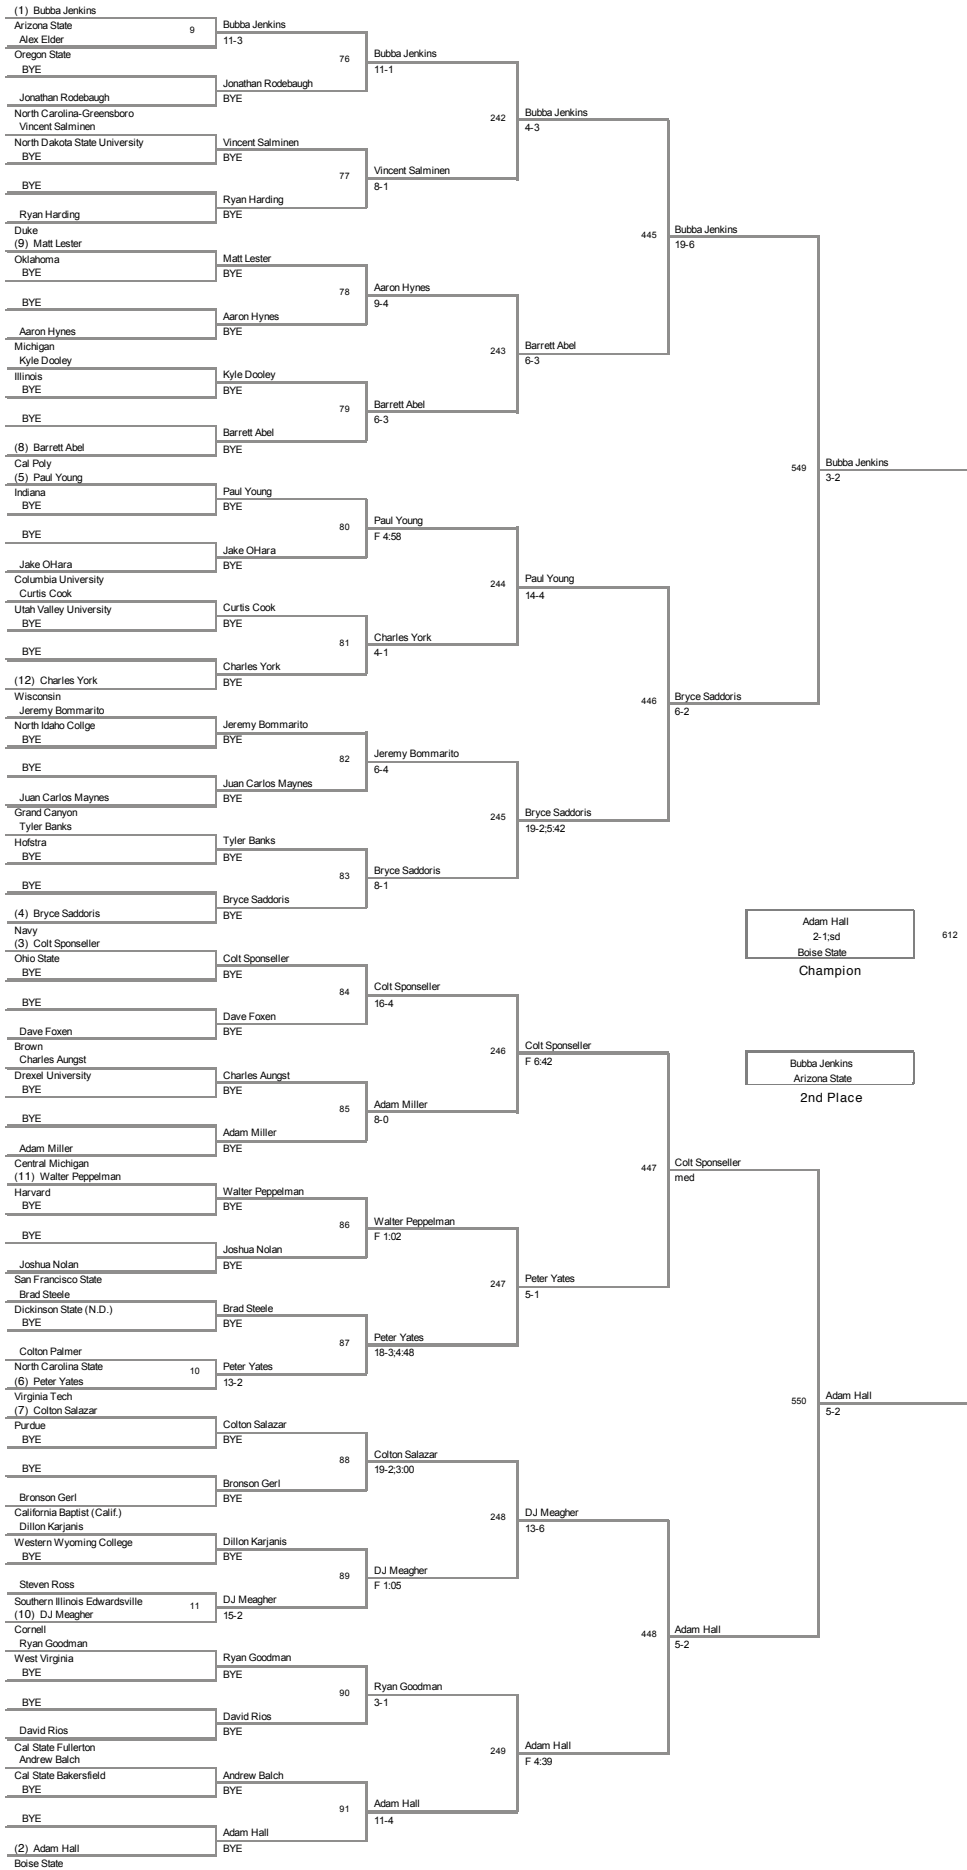 (1) Bubba Jenkins
Arizona State
Alex Elder
Oregon State
BYE
Jonathan Rodebaugh
North Carolina-Greensboro
Vincent Salminen
North Dakota State University
BYE
BYE
Ryan Harding
Duke
(9) Matt Lester
Oklahoma
BYE
BYE
Aaron Hynes
Michigan
Kyle Dooley
Illinois
BYE
BYE
(8) Barrett Abel
Cal Poly
(5) Paul Young
Indiana
BYE
BYE
Jake OHara
Columbia University
Curtis Cook
Utah Valley University
BYE
BYE
(12) Charles York
Wisconsin
Jeremy Bommarito
North Idaho Collge
BYE
BYE
Juan Carlos Maynes
Grand Canyon
Tyler Banks
Hofstra
BYE
BYE
(4) Bryce Saddoris
Navy
(3) Colt Sponseller
Ohio State
BYE
BYE
Dave Foxen
Brown
Charles Aungst
Drexel University
BYE
BYE
Adam Miller
Central Michigan
(11) Walter Peppelman
Harvard
BYE
BYE
Joshua Nolan
San Francisco State
Brad Steele
Dickinson State (N.D.)
BYE
Colton Palmer
North Carolina State
(6) Peter Yates
Virginia Tech
(7) Colton Salazar
Purdue
BYE
BYE
Bronson Gerl
California Baptist (Calif.)
Dillon Karjanis
Western Wyoming College
BYE
Steven Ross
Southern Illinois Edwardsville
(10) DJ Meagher
Cornell
Ryan Goodman
West Virginia
BYE
BYE
David Rios
Cal State Fullerton
Andrew Balch
Cal State Bakersfield
BYE
BYE
(2) Adam Hall
Boise State
9
10
11
Bubba Jenkins
11-3
Jonathan Rodebaugh
BYE
Vincent Salminen
BYE
Ryan Harding
BYE
Matt Lester
BYE
Aaron Hynes
BYE
Kyle Dooley
BYE
Barrett Abel
BYE
Paul Young
BYE
Jake OHara
BYE
Curtis Cook
BYE
Charles York
BYE
Jeremy Bommarito
BYE
Juan Carlos Maynes
BYE
Tyler Banks
BYE
Bryce Saddoris
BYE
Colt Sponseller
BYE
Dave Foxen
BYE
Charles Aungst
BYE
Adam Miller
BYE
Walter Peppelman
BYE
Joshua Nolan
BYE
Brad Steele
BYE
Peter Yates
13-2
Colton Salazar
BYE
Bronson Gerl
BYE
Dillon Karjanis
BYE
DJ Meagher
15-2
Ryan Goodman
BYE
David Rios
BYE
Andrew Balch
BYE
Adam Hall
BYE
76
77
78
79
80
81
82
83
84
85
86
87
88
89
90
91
Bubba Jenkins
11-1
Vincent Salminen
8-1
Aaron Hynes
9-4
Barrett Abel
6-3
Paul Young
F 4:58
Charles York
4-1
Jeremy Bommarito
6-4
Bryce Saddoris
8-1
Colt Sponseller
16-4
Adam Miller
8-0
Walter Peppelman
F 1:02
Peter Yates
18-3;4:48
Colton Salazar
19-2;3:00
DJ Meagher
F 1:05
Ryan Goodman
3-1
Adam Hall
11-4
242
243
244
245
246
247
248
249
Bubba Jenkins
4-3
Barrett Abel
6-3
Paul Young
14-4
Bryce Saddoris
19-2;5:42
Colt Sponseller
F 6:42
Peter Yates
5-1
DJ Meagher
13-6
Adam Hall
F 4:39
445
446
447
448
Bubba Jenkins
19-6
Bryce Saddoris
6-2
Colt Sponseller
med
Adam Hall
5-2
549
550
Bubba Jenkins
3-2
Adam Hall
5-2
Adam Hall
2-1;sd
Boise State
Champion
612
Bubba Jenkins
Arizona State
2nd Place